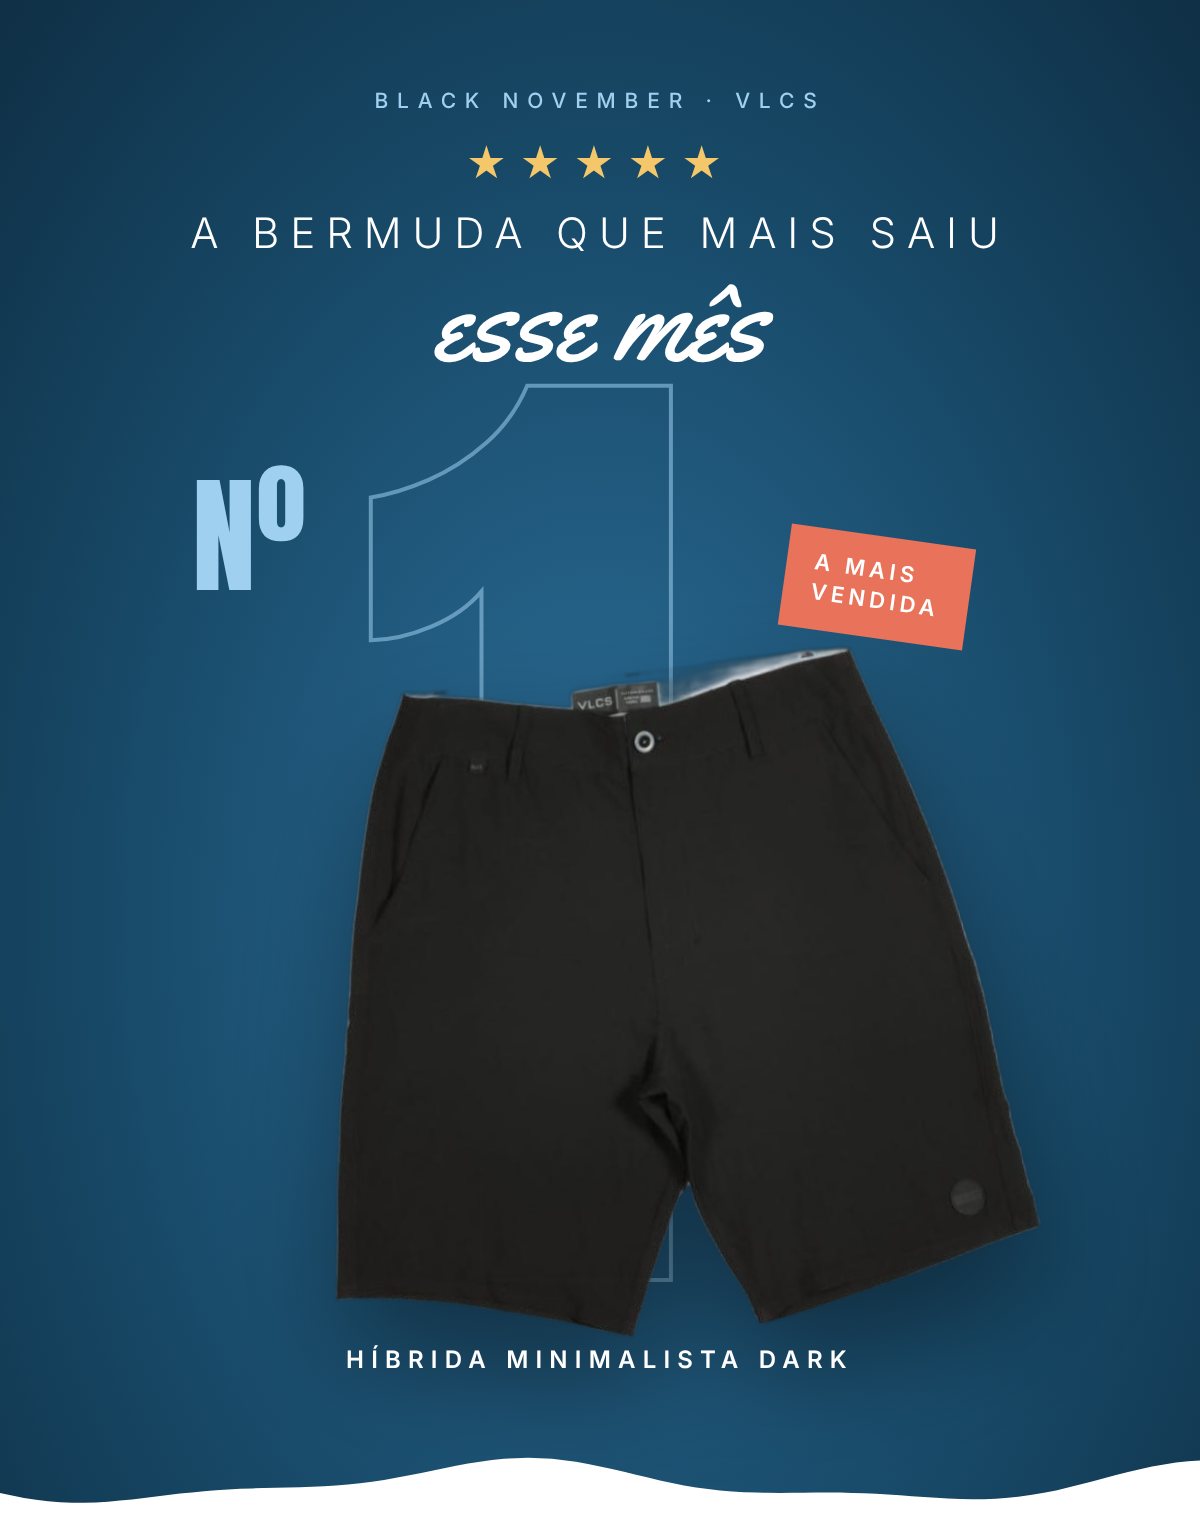 BLACK NOVEMBER · VLCS
★★★★★
A BERMUDA QUE MAIS SAIU
ESSE MÊS
Nº
1
A MAIS
VENDIDA
VLCS
HÍBRIDA MINIMALISTA DARK